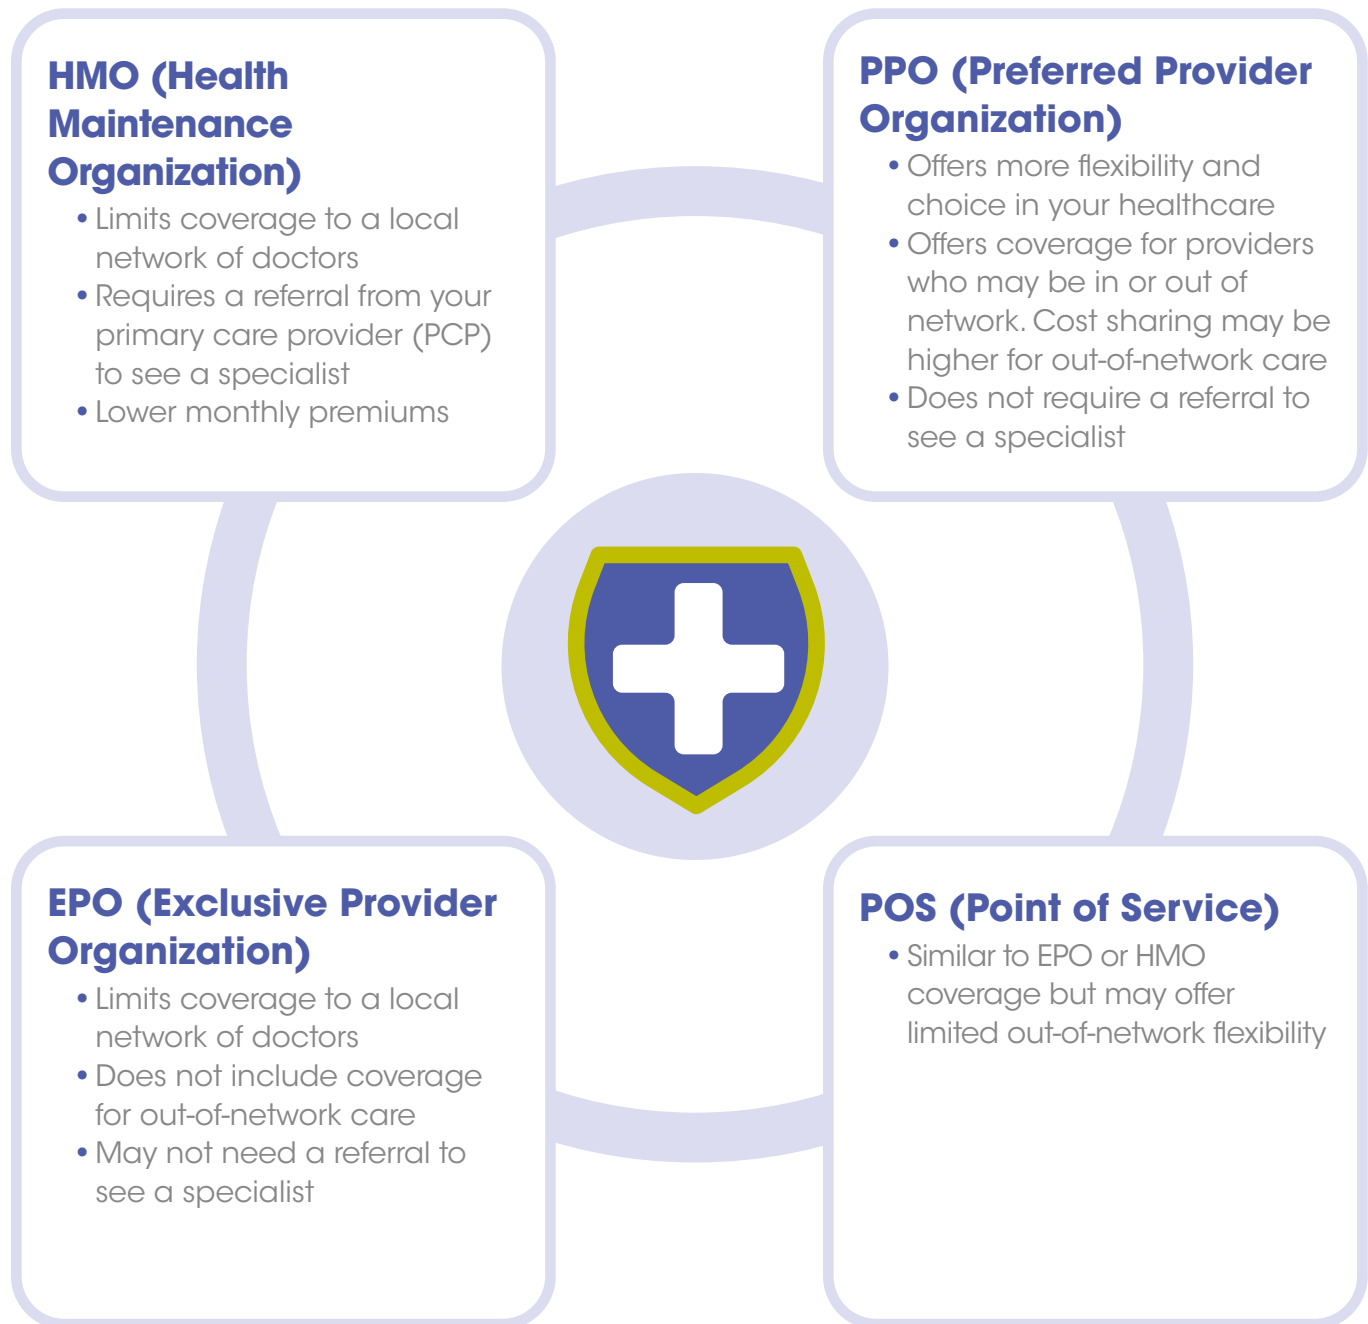 HMO (Health
Maintenance
Organization)
• Limits coverage to a local
network of doctors
• Requires a referral from your
primary care provider (PCP)
to see a specialist
• Lower monthly premiums
PPO (Preferred Provider
Organization)
• Offers more flexibility and
choice in your healthcare
• Offers coverage for providers
who may be in or out of
network. Cost sharing may be
higher for out-of-network care
• Does not require a referral to
see a specialist
EPO (Exclusive Provider
Organization)
• Limits coverage to a local
network of doctors
• Does not include coverage
for out-of-network care
• May not need a referral to
see a specialist
POS (Point of Service)
• Similar to EPO or HMO
coverage but may offer
limited out-of-network flexibility